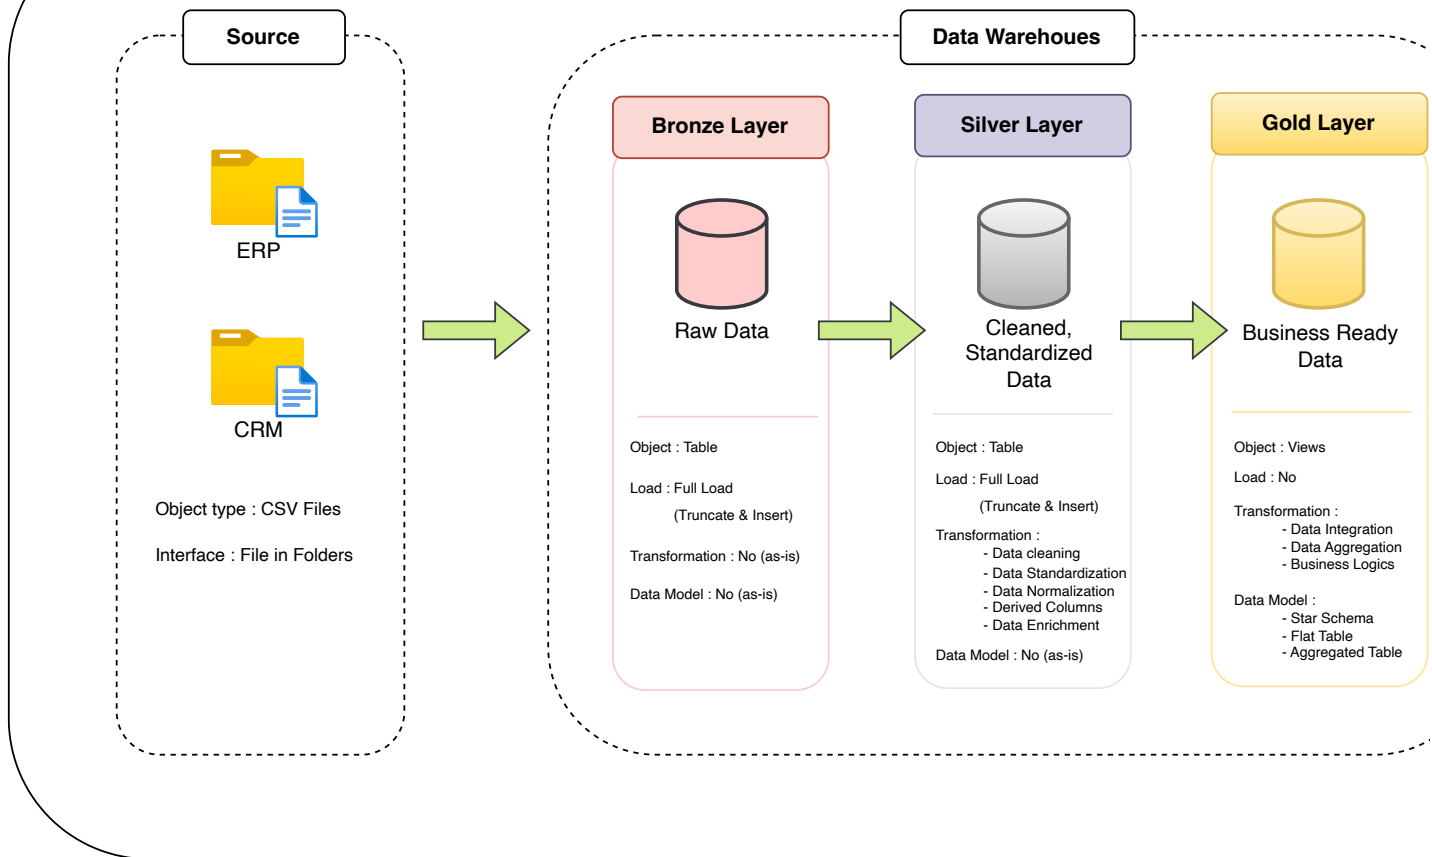 Source
ERP
CRM
Object type : CSV Files
Interface : File in Folders
Data Warehoues
Bronze Layer
Raw Data
Object : Table
Load : Full Load
(Truncate & Insert)
Transformation : No (as-is)
Data Model : No (as-is)
Silver Layer
Cleaned,
Standardized
Data
Object : Table
Load : Full Load
(Truncate & Insert)
Transformation :
- Data cleaning
- Data Standardization
- Data Normalization
- Derived Columns
- Data Enrichment
Data Model : No (as-is)
Gold Layer
Business Ready
Data
Object : Views
Load : No
Transformation :
- Data Integration
- Data Aggregation
- Business Logics
Data Model :
- Star Schema
- Flat Table
- Aggregated Table